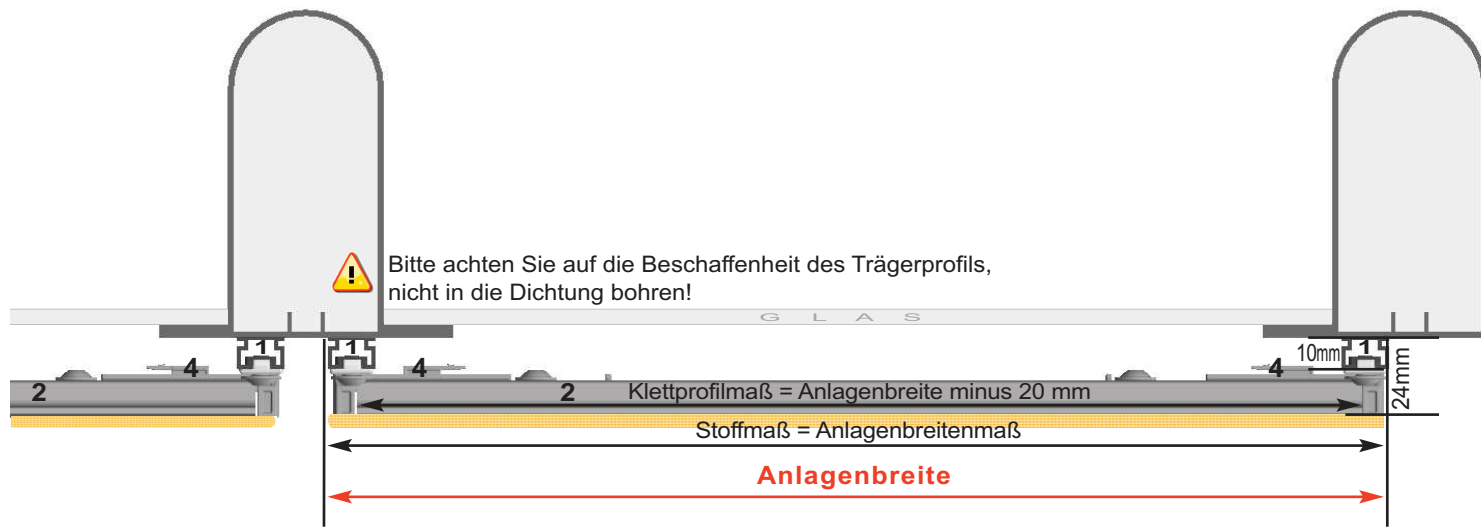 Bitte achten Sie auf die Beschaffenheit des Trägerprofils,
nicht in die Dichtung bohren!
G L A S
1
1
10mm
1
24mm
4
4
4
2
2
Klettprofilmaß = Anlagenbreite minus 20 mm
Stoffmaß = Anlagenbreitenmaß
Anlagenbreite